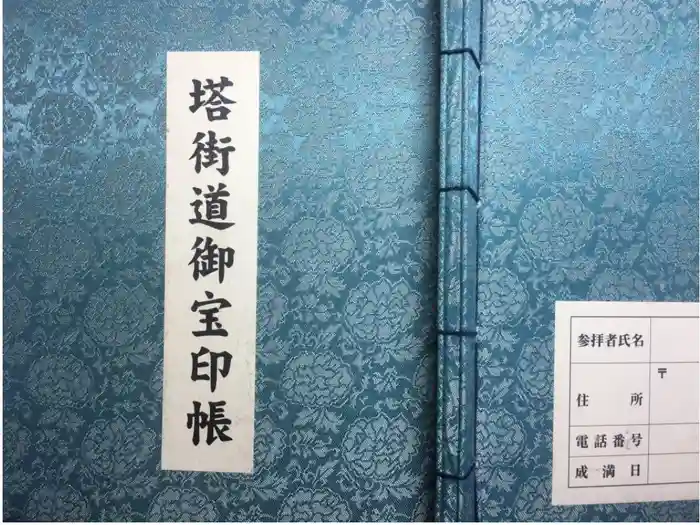 塔街道御宝印帳
参拝者氏名
〒
住所
電話番号
成満日